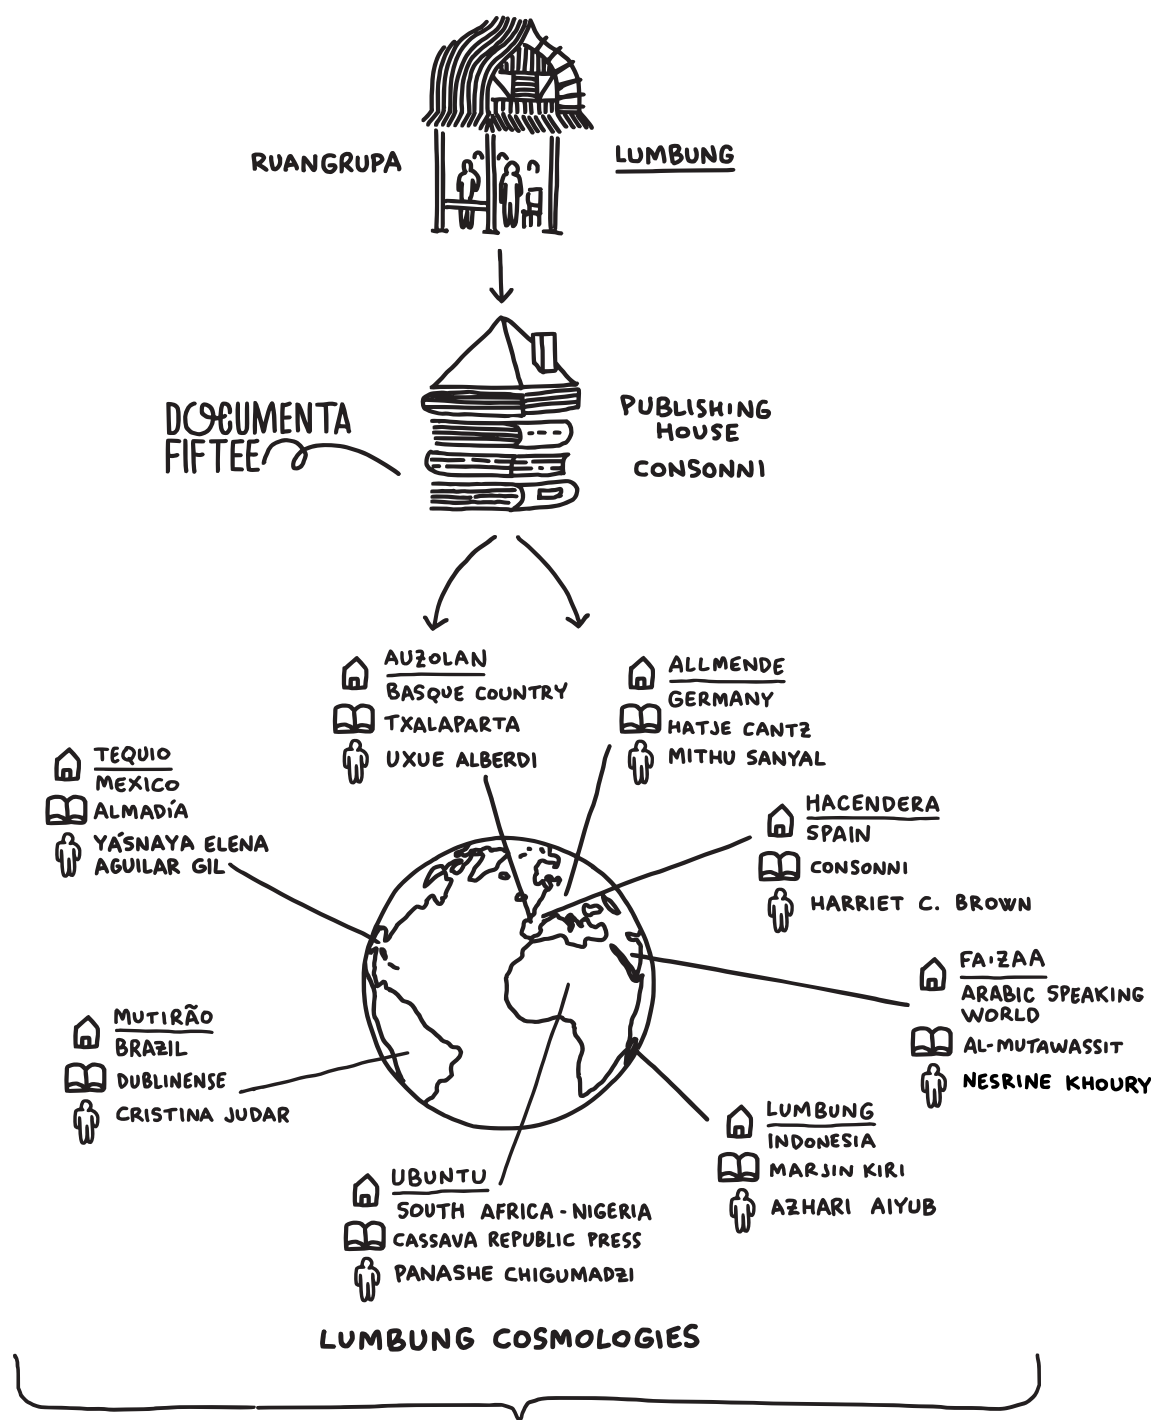 RUANGRUPA
LUMBUNG
DOCUMENTA
FIFTEEN
PUBLISHING
HOUSE
CONSONNI
AUZOLAN
BASQUE COUNTRY
TXALAPARTA
UXUE ALBERDI
ALLMENDE
GERMANY
HATJE CANTZ
MITHU SANYAL
TEQUIO
MEXICO
ALMADÍA
YÁSNAYA ELENA
AGUILAR GIL
HACENDERA
SPAIN
CONSONNI
HARRIET C. BROWN
FA·IZAA
ARABIC SPEAKING
WORLD
AL-MUTAWASSIT
NESRINE KHOURY
MUTIRÃO
BRAZIL
DUBLINENSE
CRISTINA JUDAR
LUMBUNG
INDONESIA
MARJIN KIRI
AZHARI AIYUB
UBUNTU
SOUTH AFRICA - NIGERIA
CASSAVA REPUBLIC PRESS
PANASHE CHIGUMADZI
LUMBUNG COSMOLOGIES